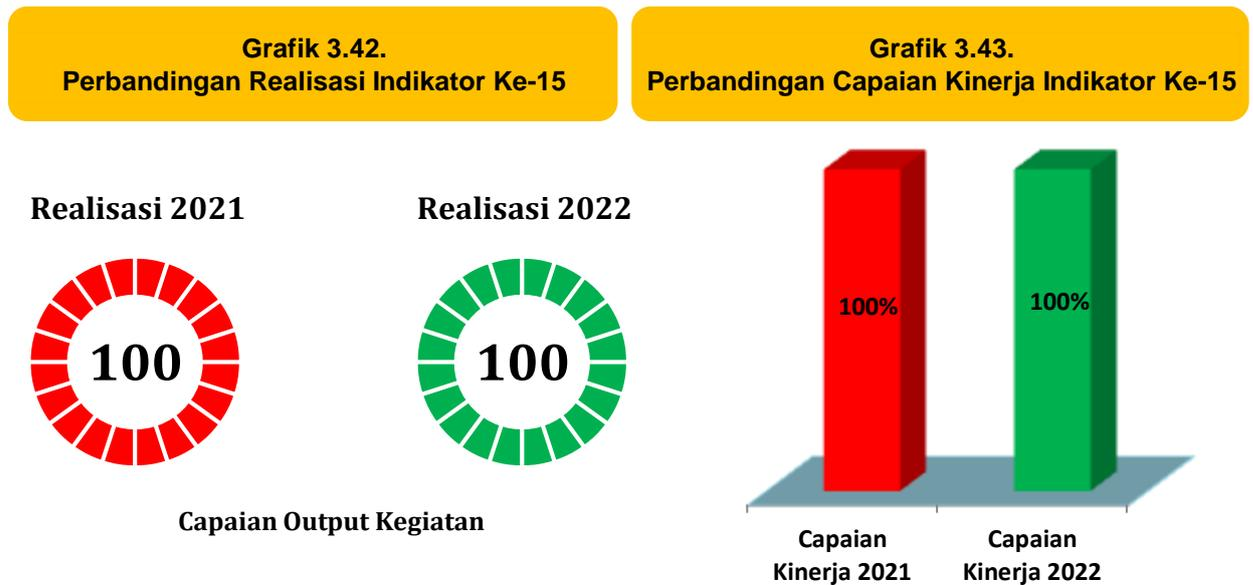 Grafik 3.42.
Perbandingan Realisasi Indikator Ke-15
Grafik 3.43.
Perbandingan Capaian Kinerja Indikator Ke-15
Realisasi 2021
Realisasi 2022
100
100
Capaian Output Kegiatan
100%
100%
Capaian
Kinerja 2021
Capaian
Kinerja 2022